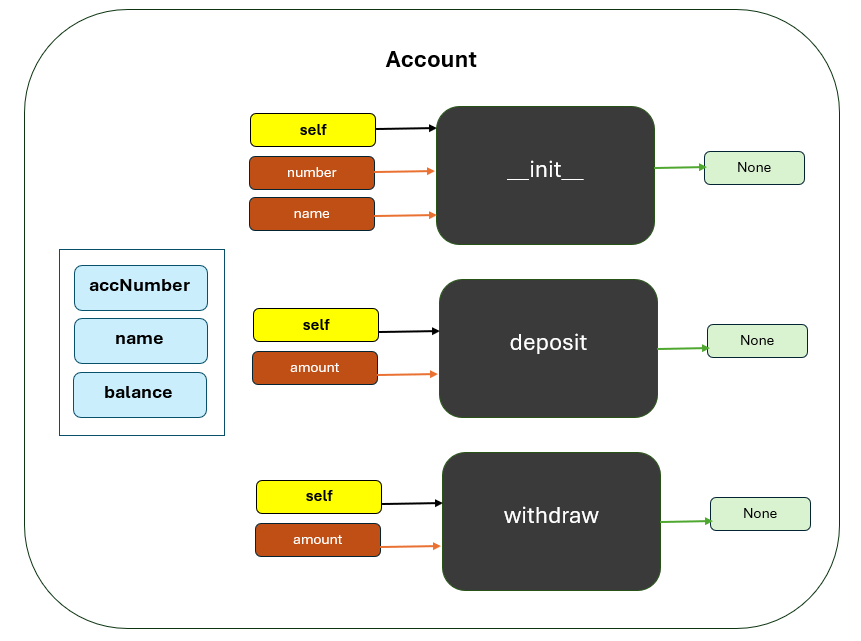 Account
self
number
name
__init__
None
accNumber
name
balance
self
amount
deposit
None
self
amount
withdraw
None